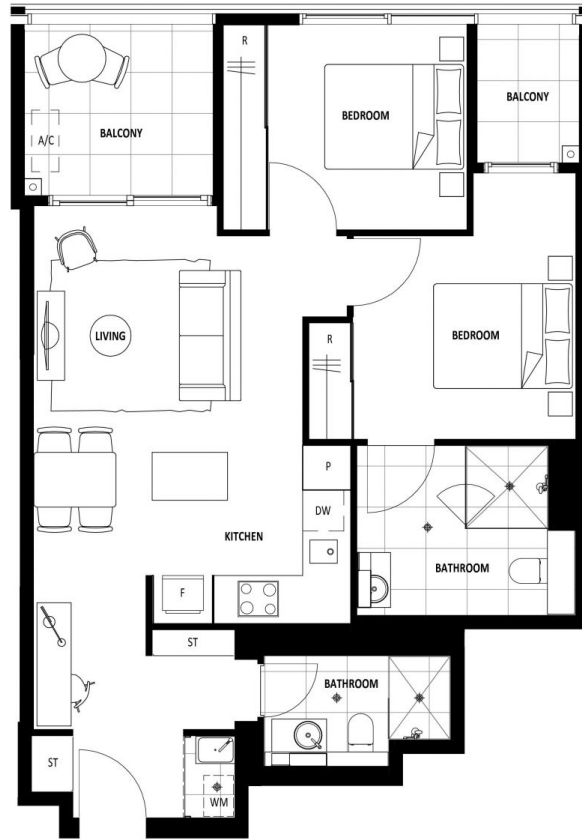 R
BEDROOM
BALCONY
BALCONY
A/C
LIVING
R
BEDROOM
P
DW
KITCHEN
F
BATHROOM
ST
BATHROOM
ST
WM